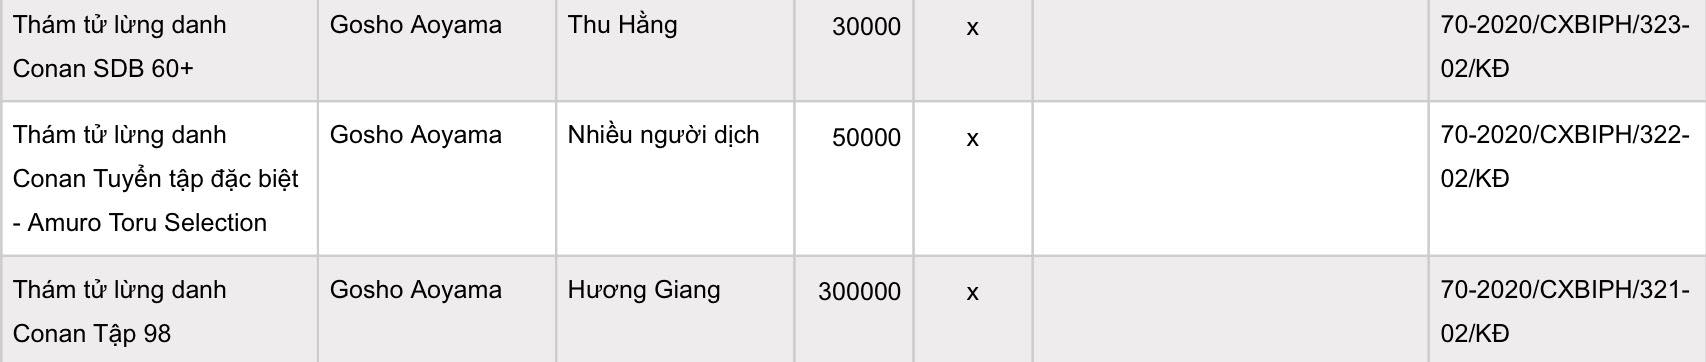 Thám tử lừng danh Gosho Aoyama Thu Hằng 30000 x 70-2020/CXBIPH/323-
Conan SDB 60+ 02/KĐ
Thám tử lừng danh Gosho Aoyama Nhiều người dịch 50000 x 70-2020/CXBIPH/322-
Conan Tuyển tập đặc biệt 02/KĐ
- Amuro Toru Selection
Thám tử lừng danh Gosho Aoyama Hương Giang 300000 x 70-2020/CXBIPH/321-
Conan Tập 98 02/KĐ